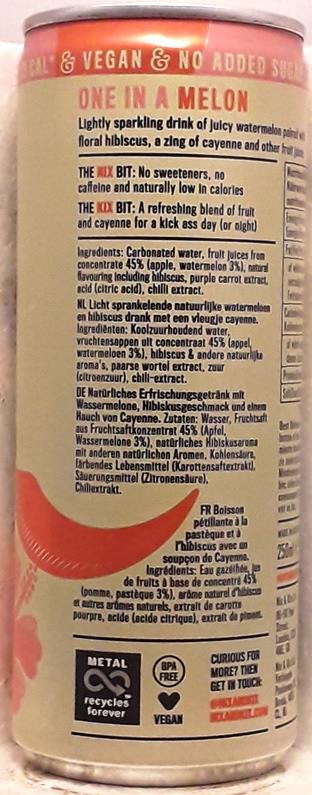 CAL* & VEGAN & NO ADDED SUGAR
ONE IN A MELON
Lightly sparkling drink of juicy watermelon paired with
floral hibiscus, a zing of cayenne and other fruit juices.
THE NIX BIT: No sweeteners, no
caffeine and naturally low in calories
THE KIX BIT: A refreshing blend of fruit
and cayenne for a kick ass day (or night)
Ingredients: Carbonated water, fruit juices from
concentrate 45% (apple, watermelon 3%), natural
flavouring including hibiscus, purple carrot extract,
acid (citric acid), chilli extract.
NL Licht sprankelende natuurlijke watermeloen
en hibiscus drank met een vleugje cayenne.
Ingrediënten: Koolzuurhoudend water,
vruchtensappen uit concentraat 45% (appel,
watermeloen 3%), hibiscus & andere natuurlijke
aroma's, paarse wortel extract, zuur
(citroenzuur), chili-extract.
DE Natürliches Erfrischungsgetränk mit
Wassermelone, Hibiskusgeschmack und einem
Hauch von Cayenne. Zutaten: Wasser, Fruchtsaft
aus Fruchtsaftkonzentrat 45% (Apfel,
Wassermelone 3%), natürliches Hibiskusaroma
mit anderen natürlichen Aromen, Kohlensäure,
färbendes Lebensmittel (Karottensaftextrakt),
Säuerungsmittel (Zitronensäure),
Chiliextrakt.
FR Boisson
pétillante à la
pastèque et à
l'hibiscus avec un
soupçon de Cayenne.
Ingrédients: Eau gazéifiée, jus
de fruits à base de concentré 45%
(pomme, pastèque 3%), arôme naturel d'hibiscus
et autres arômes naturels, extrait de carotte
pourpre, acide (acide citrique), extrait de piment.
METAL
recycles
forever
BPA
FREE
VEGAN
CURIOUS FOR
MORE? THEN
GET IN TOUCH:
@NIXANDKIX
NIXANDKIX.COM
250ml